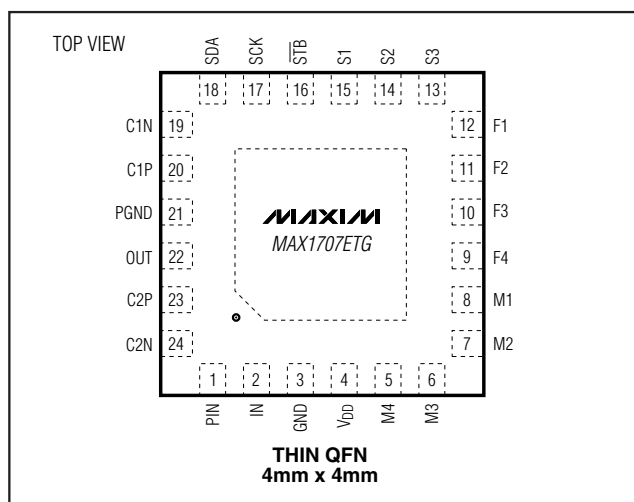 TOP VIEW
SDA SCK S̅T̅B̅ S1 S2 S3
18 17 16 15 14 13
C1N 19 12 F1
C1P 20 11 F2
PGND 21 10 F3
OUT 22 9 F4
C2P 23 8 M1
C2N 24 7 M2
MAXIM
MAX1707ETG
1 2 3 4 5 6
PIN IN GND VDD M4 M3
THIN QFN
4mm x 4mm